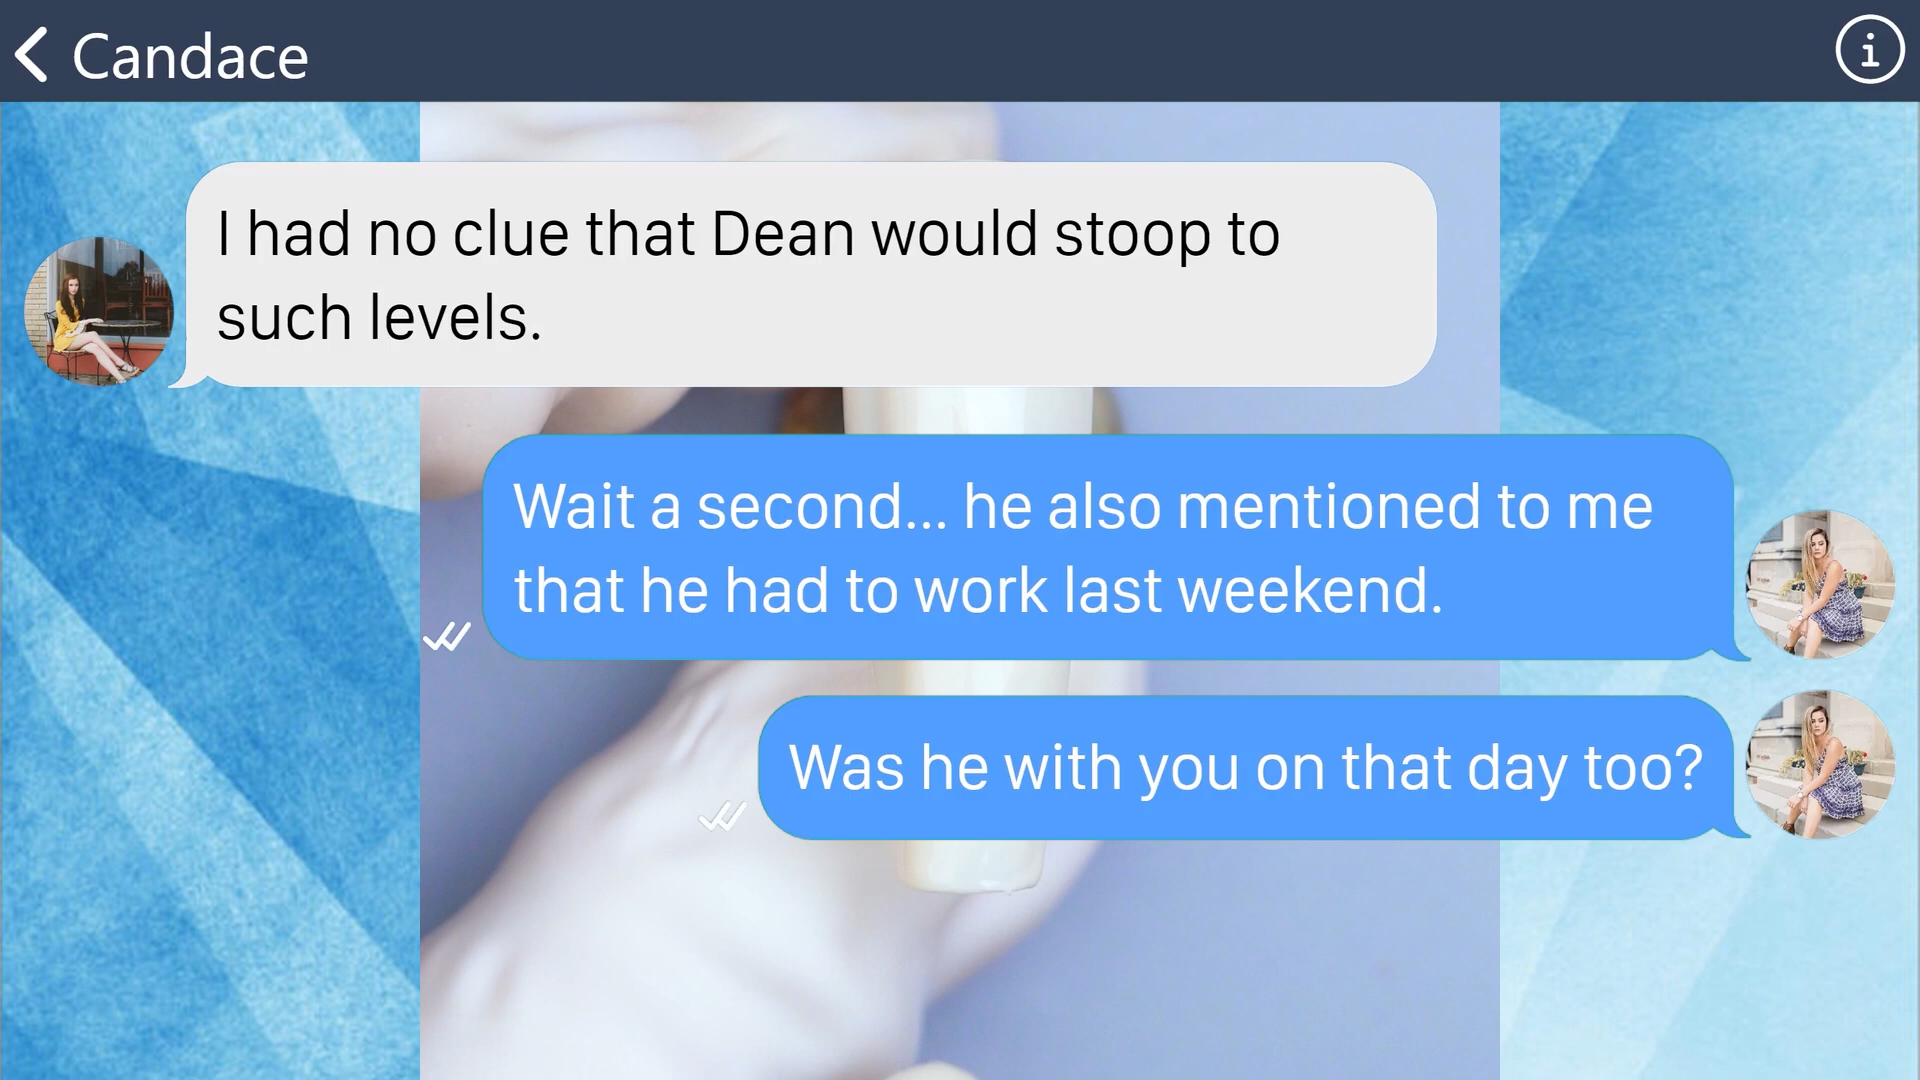 Candace
I had no clue that Dean would stoop to
such levels.
Wait a second... he also mentioned to me
that he had to work last weekend.
Was he with you on that day too?